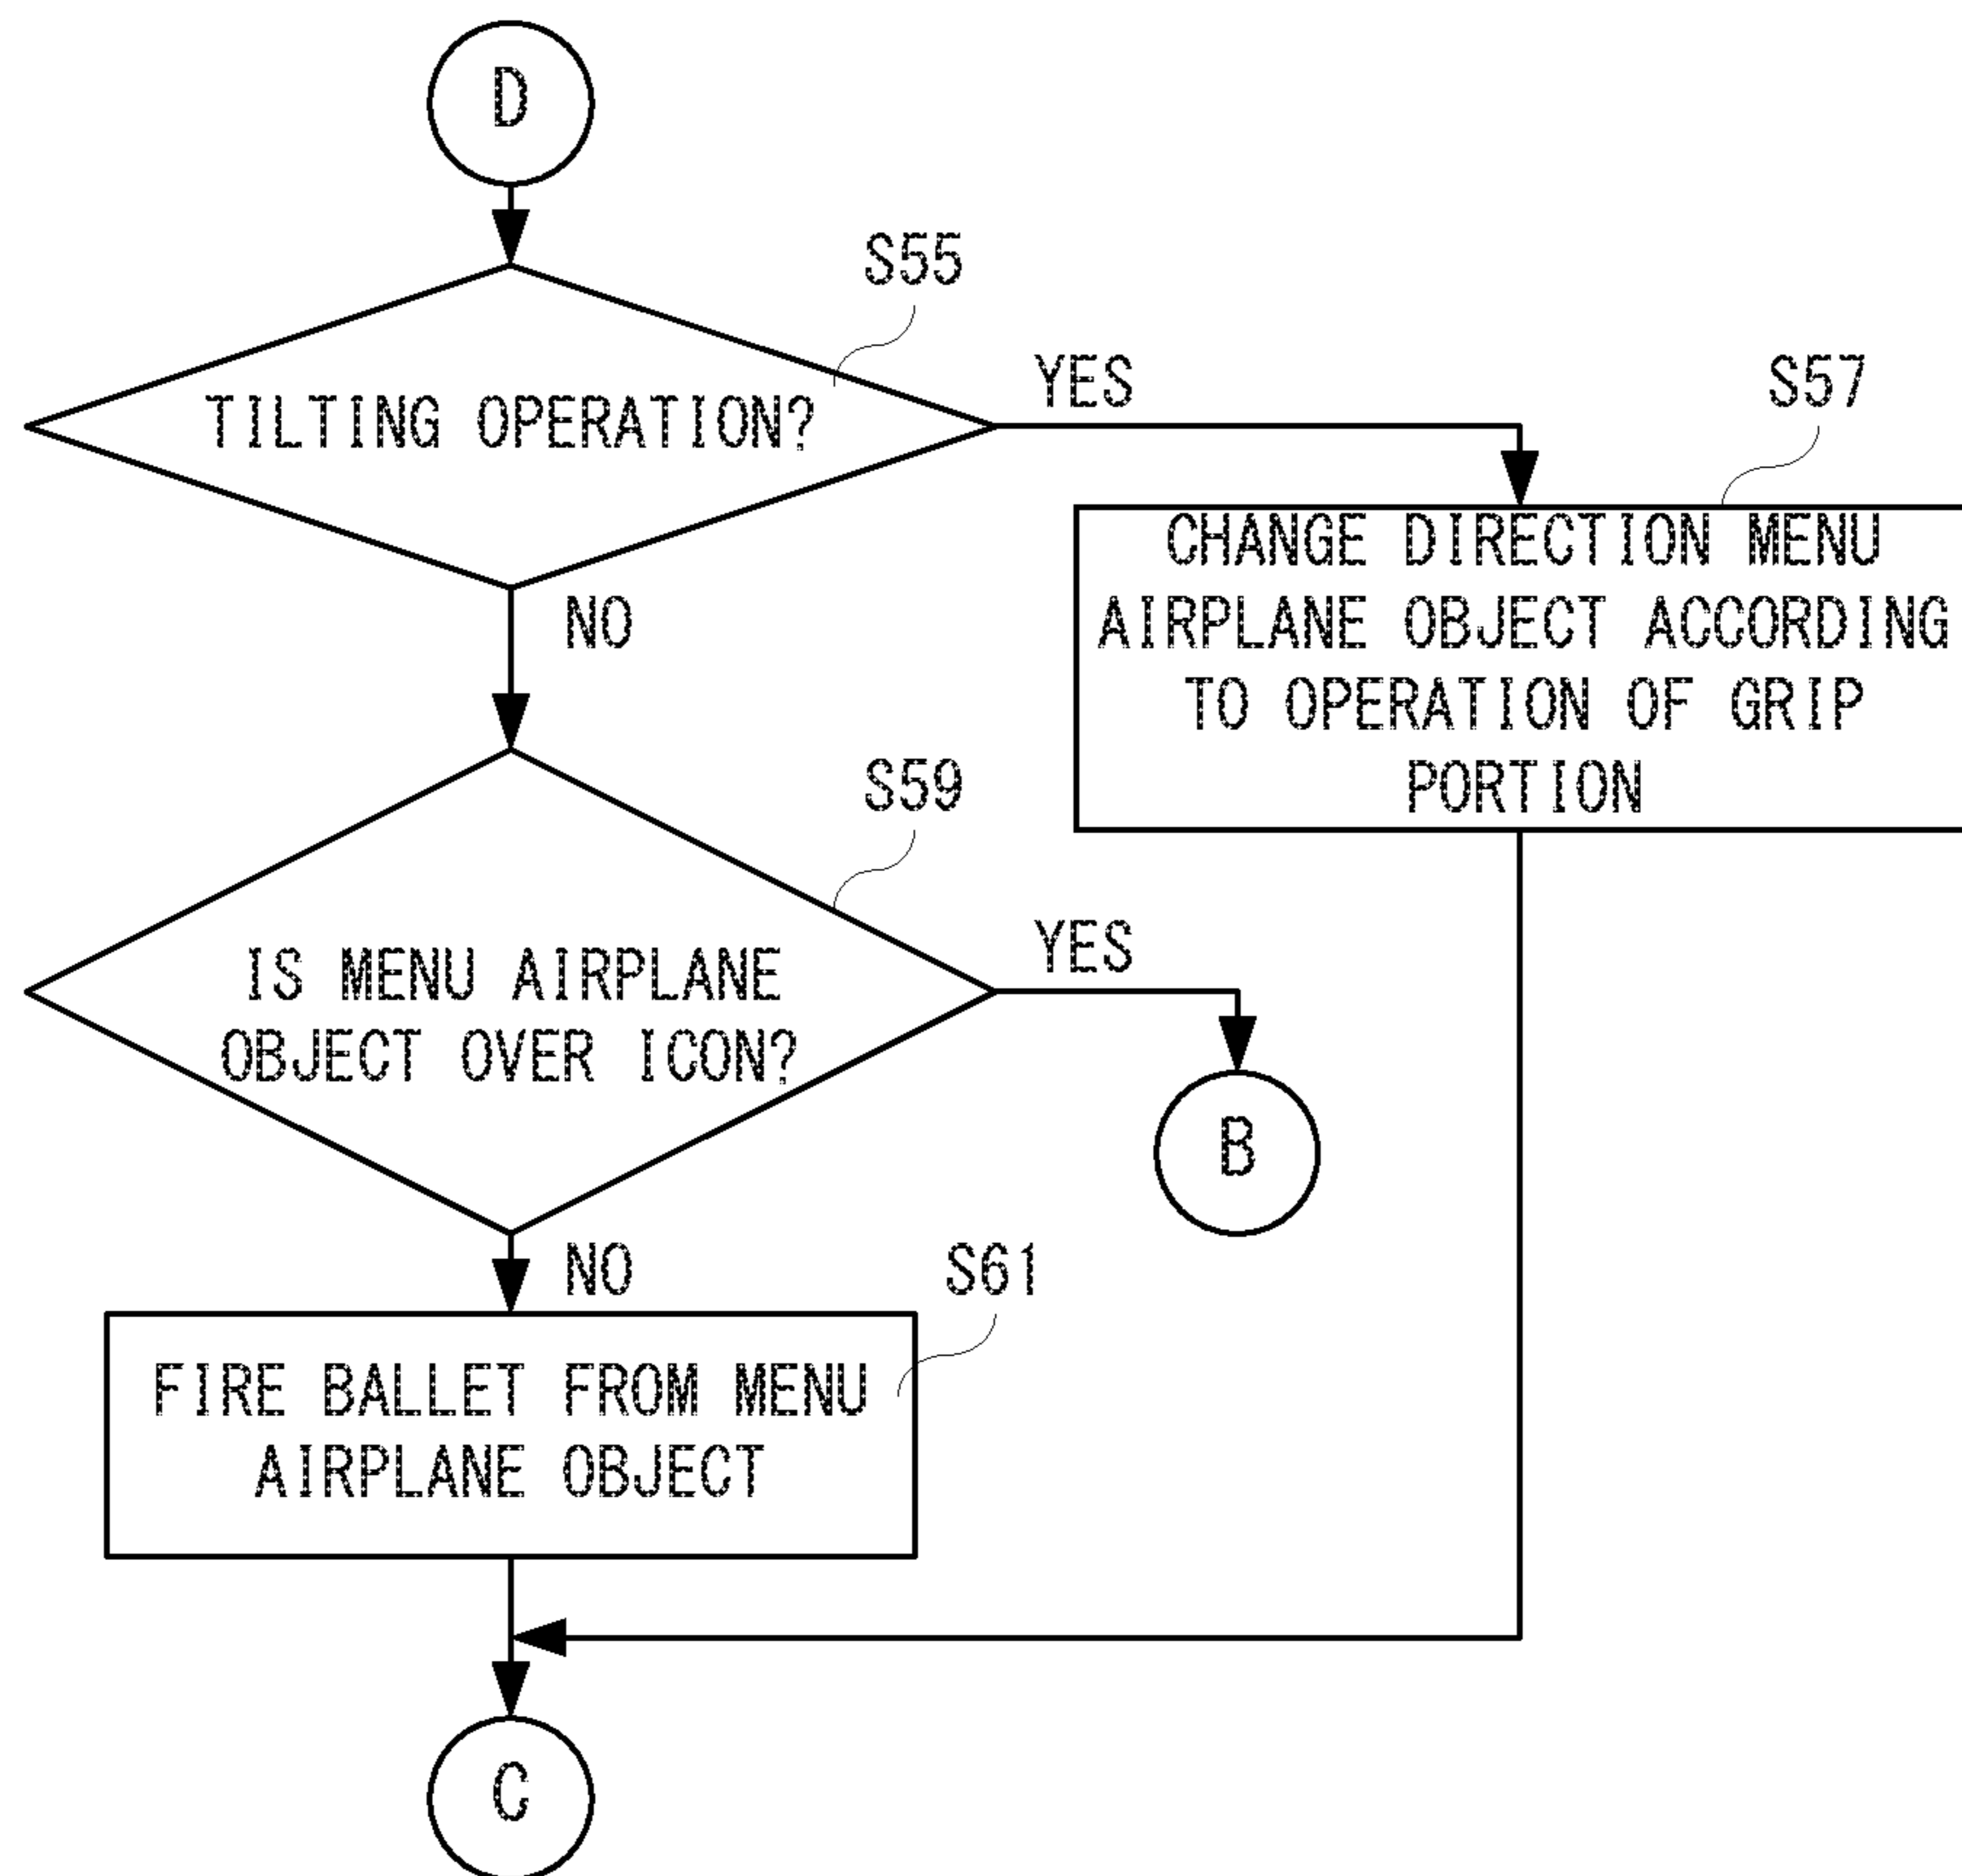 D
S55
TILTING OPERATION?
YES
S57
CHANGE DIRECTION MENU
AIRPLANE OBJECT ACCORDING
TO OPERATION OF GRIP
PORTION
NO
S59
IS MENU AIRPLANE
OBJECT OVER ICON?
YES
B
NO
S61
FIRE BALLET FROM MENU
AIRPLANE OBJECT
C